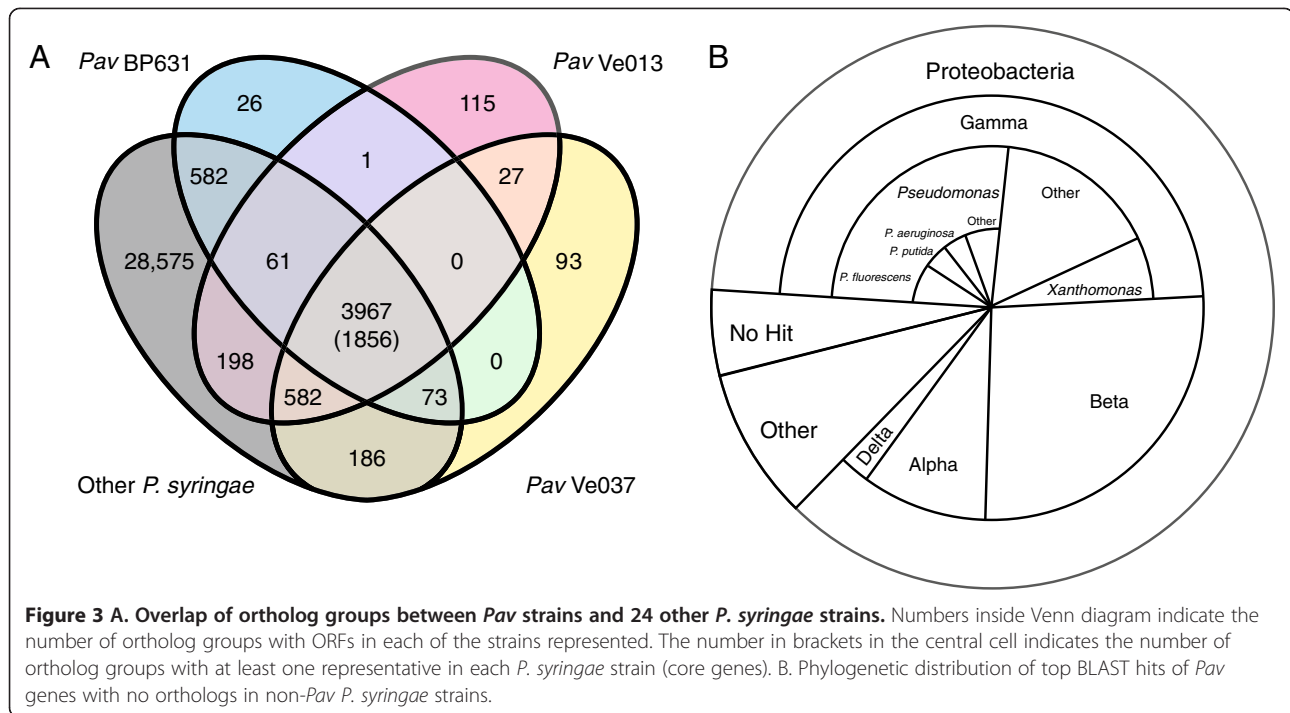 A
Pav BP631
Pav Ve013
26
115
1
582
27
28,575
61
0
93
3967
(1856)
198
0
582
73
186
Other P. syringae
Pav Ve037
B
Proteobacteria
Gamma
Pseudomonas
Other
Other
P. aeruginosa
P. putida
P. fluorescens
Xanthomonas
No Hit
Beta
Other
Delta
Alpha
Figure 3 A. Overlap of ortholog groups between Pav strains and 24 other P. syringae strains. Numbers inside Venn diagram indicate the
number of ortholog groups with ORFs in each of the strains represented. The number in brackets in the central cell indicates the number of
ortholog groups with at least one representative in each P. syringae strain (core genes). B. Phylogenetic distribution of top BLAST hits of Pav
genes with no orthologs in non-Pav P. syringae strains.